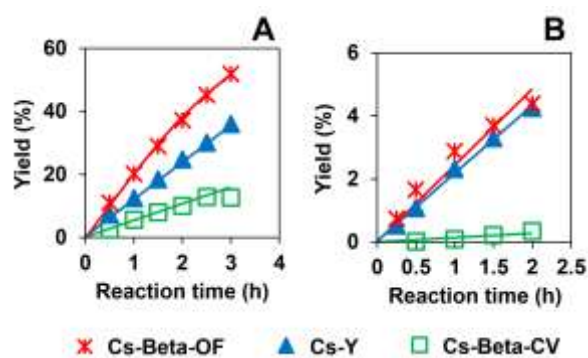 A
Yield (%)
60
40
20
0
0 1 2 3 4
Reaction time (h)
B
Yield (%)
6
4
2
0
0 0.5 1 1.5 2 2.5
Reaction time (h)
Cs-Beta-OF Cs-Y Cs-Beta-CV